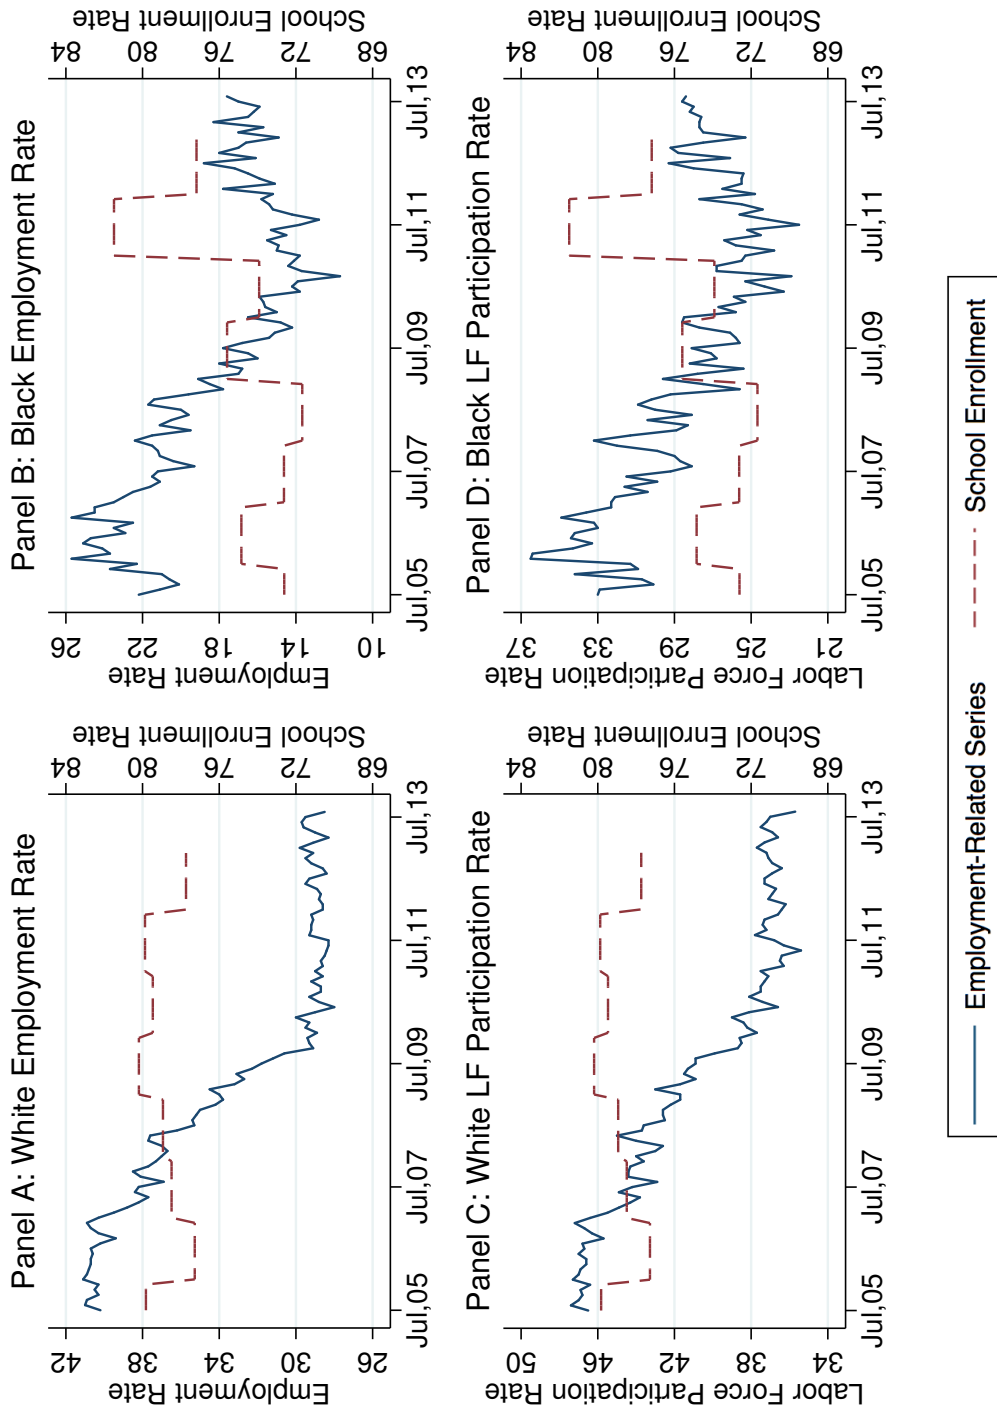 Panel A: White Employment Rate
Employment Rate
42
38
34
30
26
84
80
76
72
68
School Enrollment Rate
Jul,05
Jul,07
Jul,09
Jul,11
Jul,13
Panel B: Black Employment Rate
Employment Rate
26
22
18
14
10
84
80
76
72
68
School Enrollment Rate
Jul,05
Jul,07
Jul,09
Jul,11
Jul,13
Panel C: White LF Participation Rate
Labor Force Participation Rate
50
46
42
38
34
84
80
76
72
68
School Enrollment Rate
Jul,05
Jul,07
Jul,09
Jul,11
Jul,13
Panel D: Black LF Participation Rate
Labor Force Participation Rate
37
33
29
25
21
84
80
76
72
68
School Enrollment Rate
Jul,05
Jul,07
Jul,09
Jul,11
Jul,13
Employment-Related Series
School Enrollment